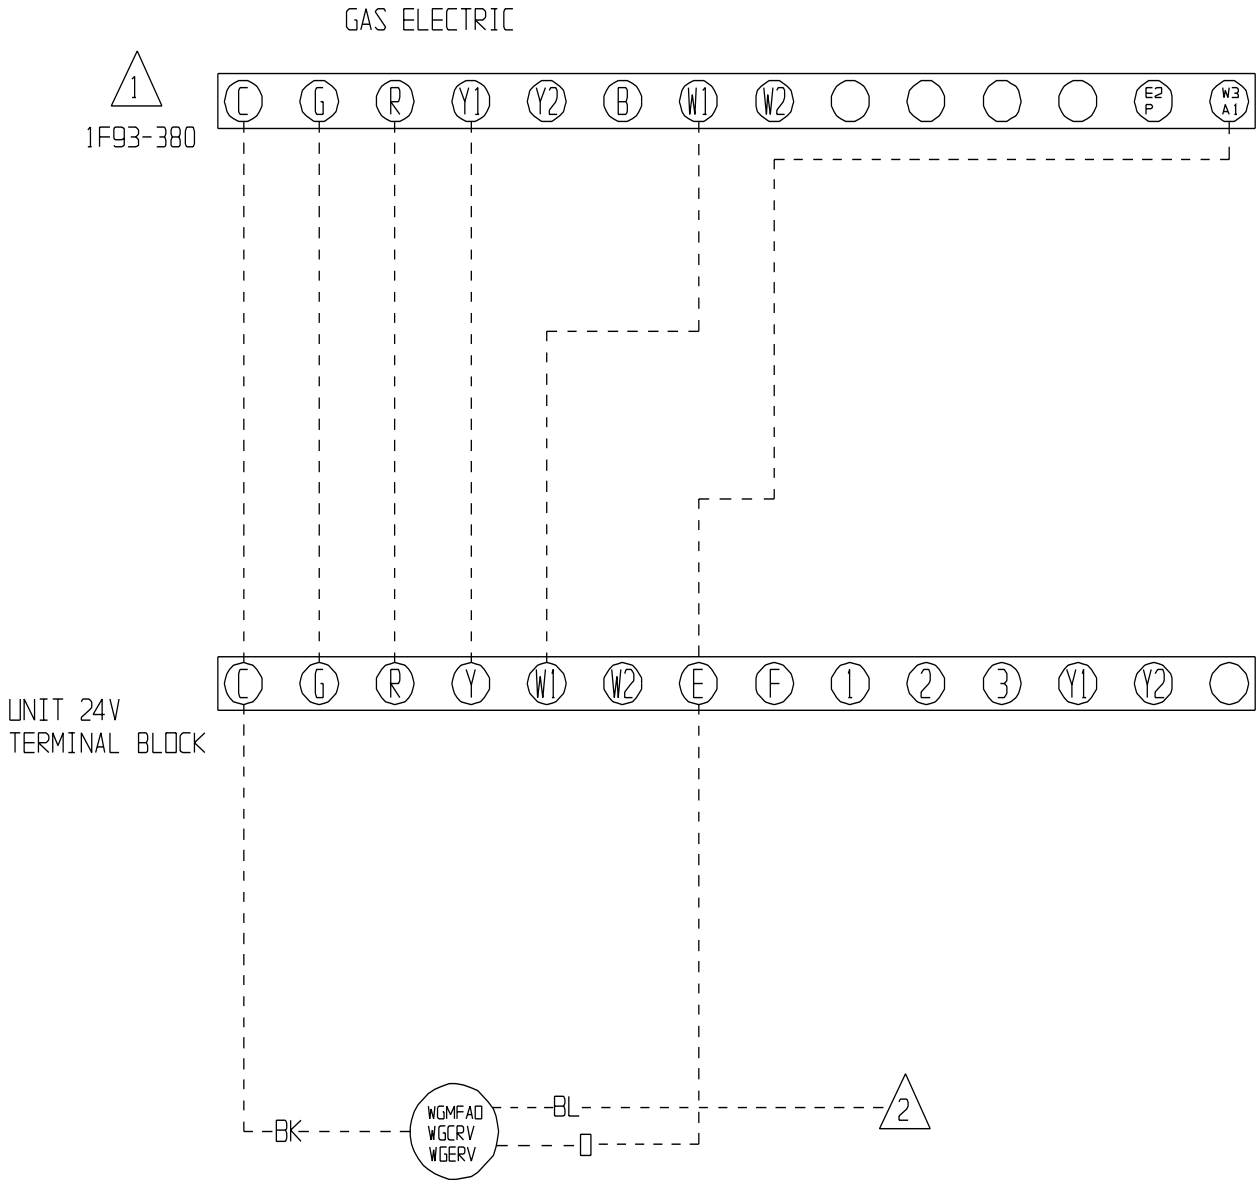 GAS ELECTRIC
1
1F93-380
C G R Y1 Y2 B W1 W2 E2 P W3 A1
UNIT 24V
TERMINAL BLOCK
C G R Y W1 W2 E F 1 2 3 Y1 Y2
BK
WGMFAO
WGCRV
WGERV
BL
O
2